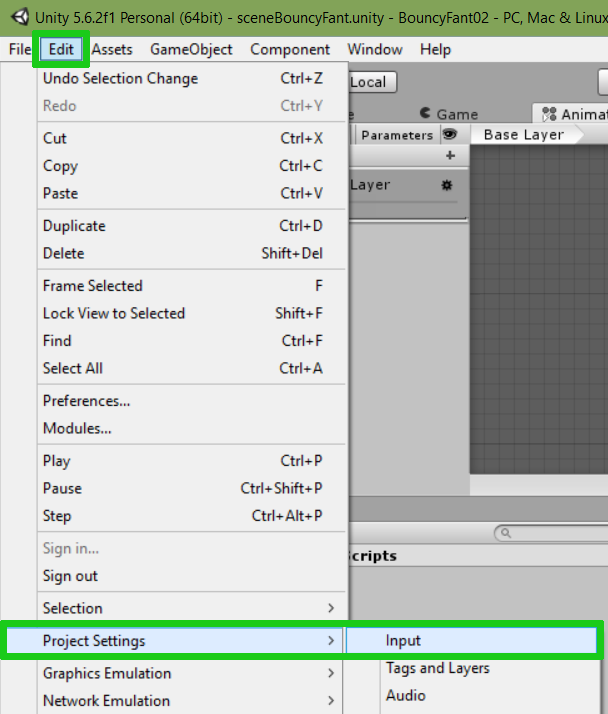 Unity 5.6.2f1 Personal (64bit) - sceneBouncyFant.unity - BouncyFant02 - PC, Mac & Linux
File Edit Assets GameObject Component Window Help
Undo Selection Change Ctrl+Z Local
Redo Ctrl+Y Game Animat
Cut Ctrl+X Parameters Base Layer
Copy Ctrl+C +
Paste Ctrl+V Layer
Duplicate Ctrl+D
Delete Shift+Del
Frame Selected F
Lock View to Selected Shift+F
Find Ctrl+F
Select All Ctrl+A
Preferences...
Modules...
Play Ctrl+P
Pause Ctrl+Shift+P
Step Ctrl+Alt+P
Sign in...
cripts
Sign out
Selection >
Project Settings > Input
Graphics Emulation > Tags and Layers
Network Emulation > Audio